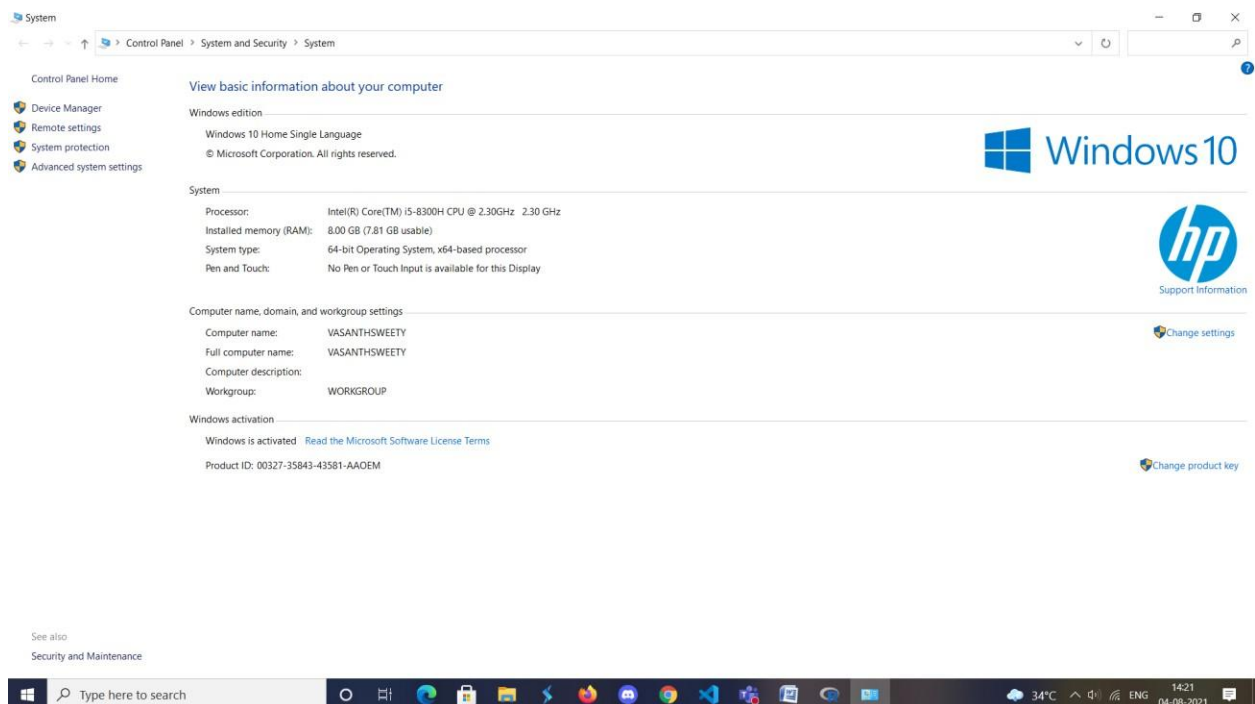 System
Control Panel > System and Security > System
Control Panel Home
Device Manager
Remote settings
System protection
Advanced system settings
View basic information about your computer
Windows edition
Windows 10 Home Single Language
© Microsoft Corporation. All rights reserved.
Windows 10
System
Processor: Intel(R) Core(TM) i5-8300H CPU @ 2.30GHz 2.30 GHz
Installed memory (RAM): 8.00 GB (7.81 GB usable)
System type: 64-bit Operating System, x64-based processor
Pen and Touch: No Pen or Touch Input is available for this Display
hp
Support Information
Computer name, domain, and workgroup settings
Computer name: VASANTHSWEETY
Change settings
Full computer name: VASANTHSWEETY
Computer description:
Workgroup: WORKGROUP
Windows activation
Windows is activated Read the Microsoft Software License Terms
Product ID: 00327-35843-43581-AAOEM
Change product key
See also
Security and Maintenance
Type here to search
34°C ENG 14:21
04-08-2021